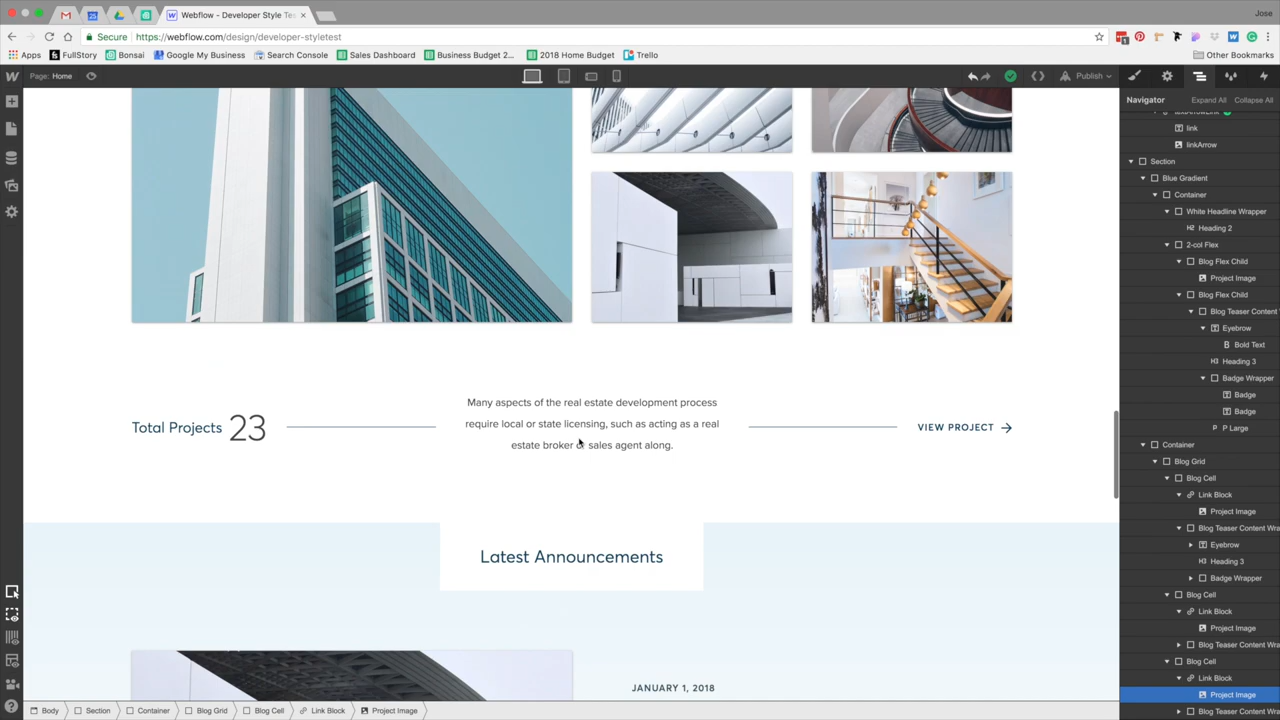 Jose
Webflow - Developer Style Tes
Secure
https://webflow.com/design/developer-styletest
Apps
FullStory
Bonsai
Google My Business
Search Console
Sales Dashboard
Business Budget 2...
2018 Home Budget
Trello
Other Bookmarks
Page: Home
Publish
Navigator
Expand All
Collapse All
link
linkArrow
Section
Blue Gradient
Container
White Headline Wrapper
H2 Heading 2
2-col Flex
Blog Flex Child
Project Image
Blog Flex Child
Blog Teaser Content
Eyebrow
B Bold Text
H3 Heading 3
Badge Wrapper
Badge
Badge
P P Large
Container
Blog Grid
Blog Cell
Link Block
Project Image
Blog Teaser Content Wra
Eyebrow
H3 Heading 3
Badge Wrapper
Blog Cell
Link Block
Project Image
Blog Teaser Content Wra
Blog Cell
Link Block
Project Image
Blog Teaser Content Wra
Total Projects 23
Many aspects of the real estate development process
require local or state licensing, such as acting as a real
estate broker or sales agent along.
VIEW PROJECT
Latest Announcements
JANUARY 1, 2018
Body
Section
Container
Blog Grid
Blog Cell
Link Block
Project Image